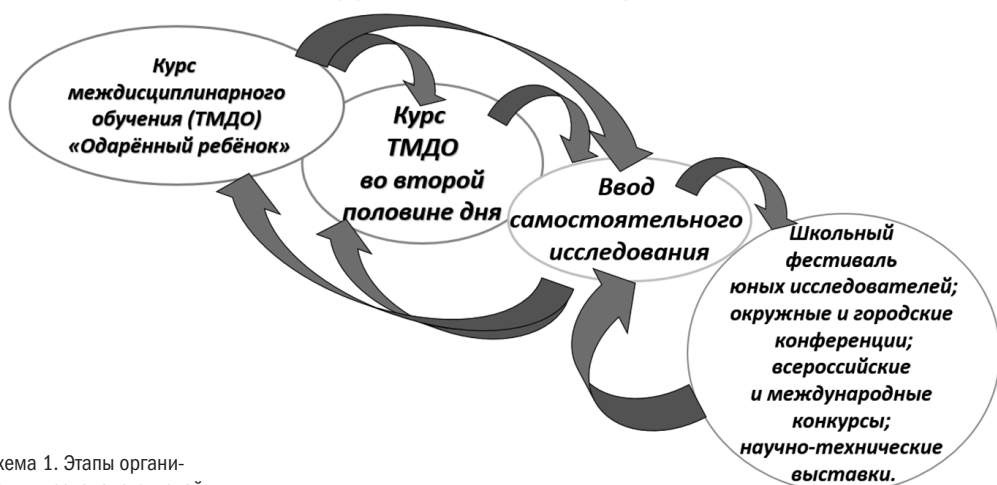 Курс
междисциплинарного
обучения (ТМДО)
«Одарённый ребёнок»
Курс
ТМДО
во второй
половине дня
Ввод
самостоятельного
исследования
Школьный
фестиваль
юных исследователей;
окружные и городские
конференции;
всероссийские
и международные
конкурсы;
научно-технические
выставки.
хема 1. Этапы органи-